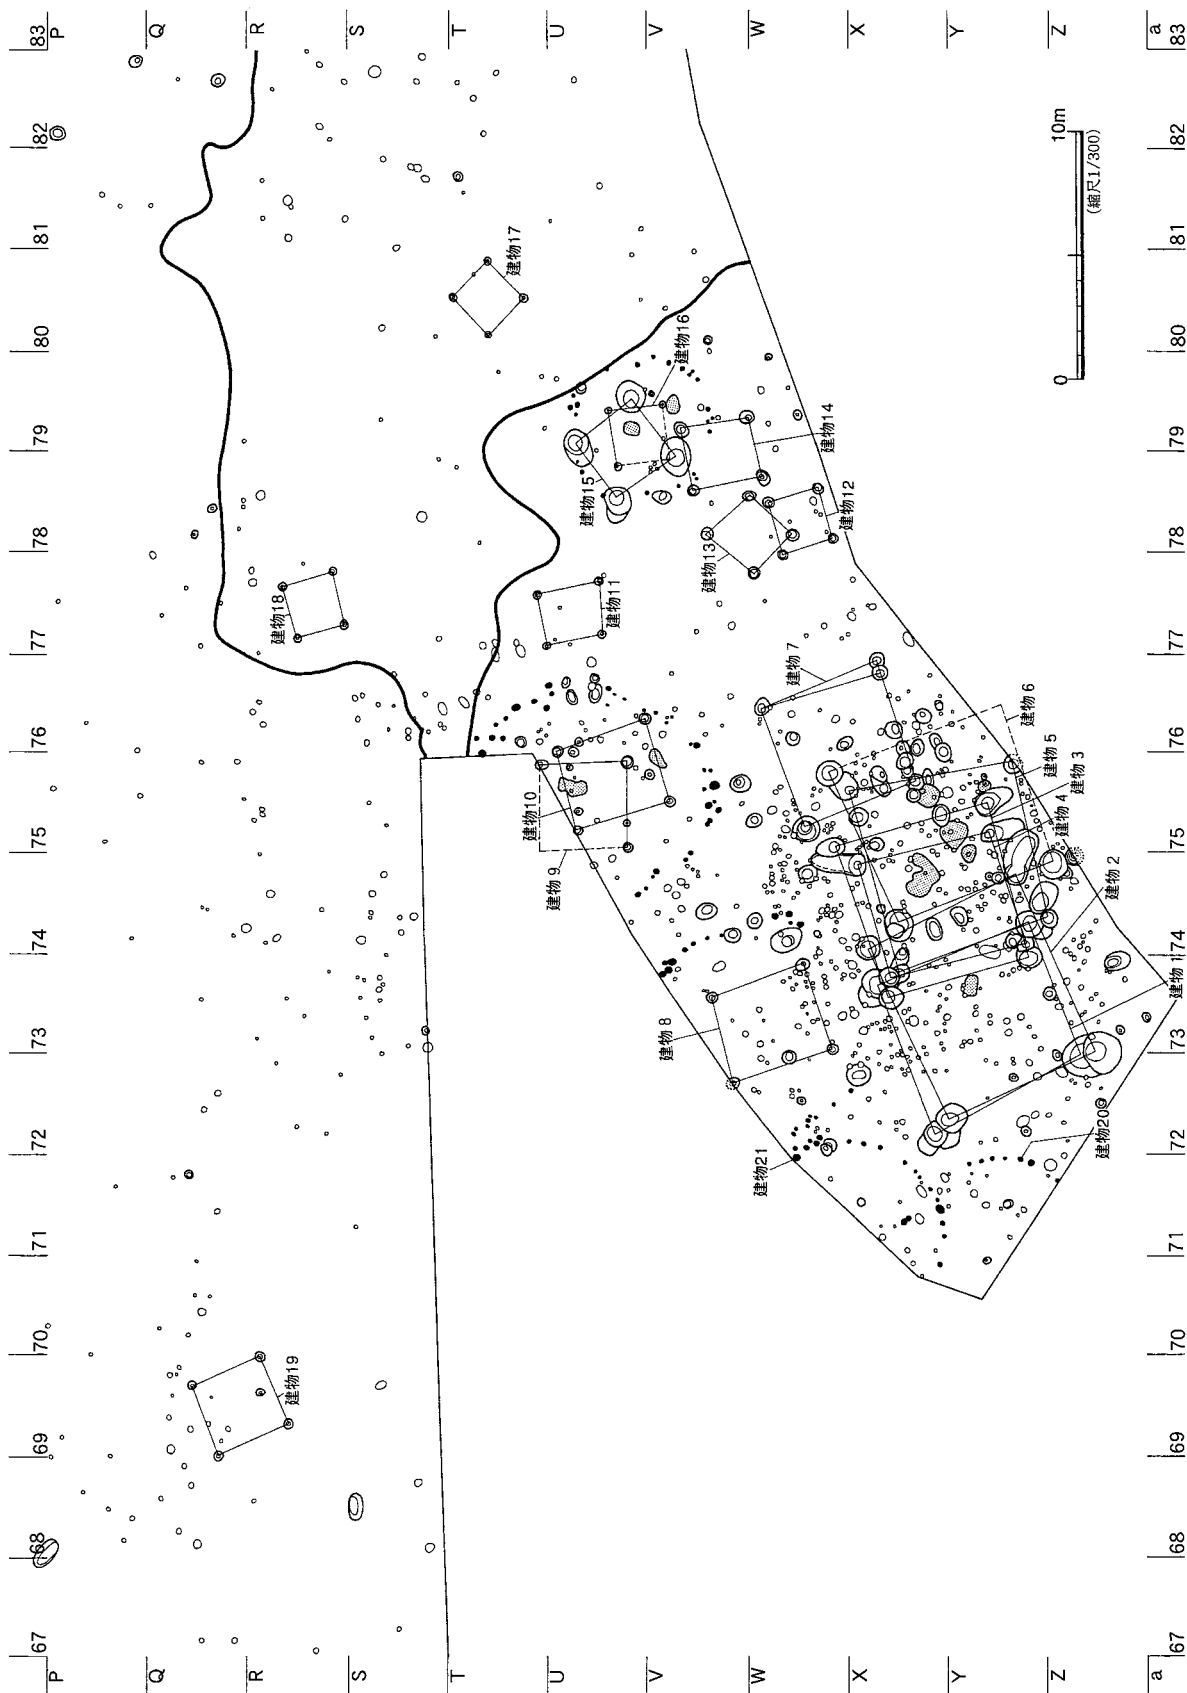 83
82
81
80
79
78
77
76
75
74
73
72
71
70
69
68
67
P
Q
R
S
T
U
V
W
X
Y
Z
a
建物17
建物16
建物15
建物14
建物13
建物12
建物11
建物18
建物7
建物6
建物5
建物3
建物4
建物2
建物1
建物10
建物9
建物8
建物21
建物20
建物19
0
10m
(縮尺1/300)
P
Q
R
S
T
U
V
W
X
Y
Z
a
83
82
81
80
79
78
77
76
75
74
73
72
71
70
69
68
67